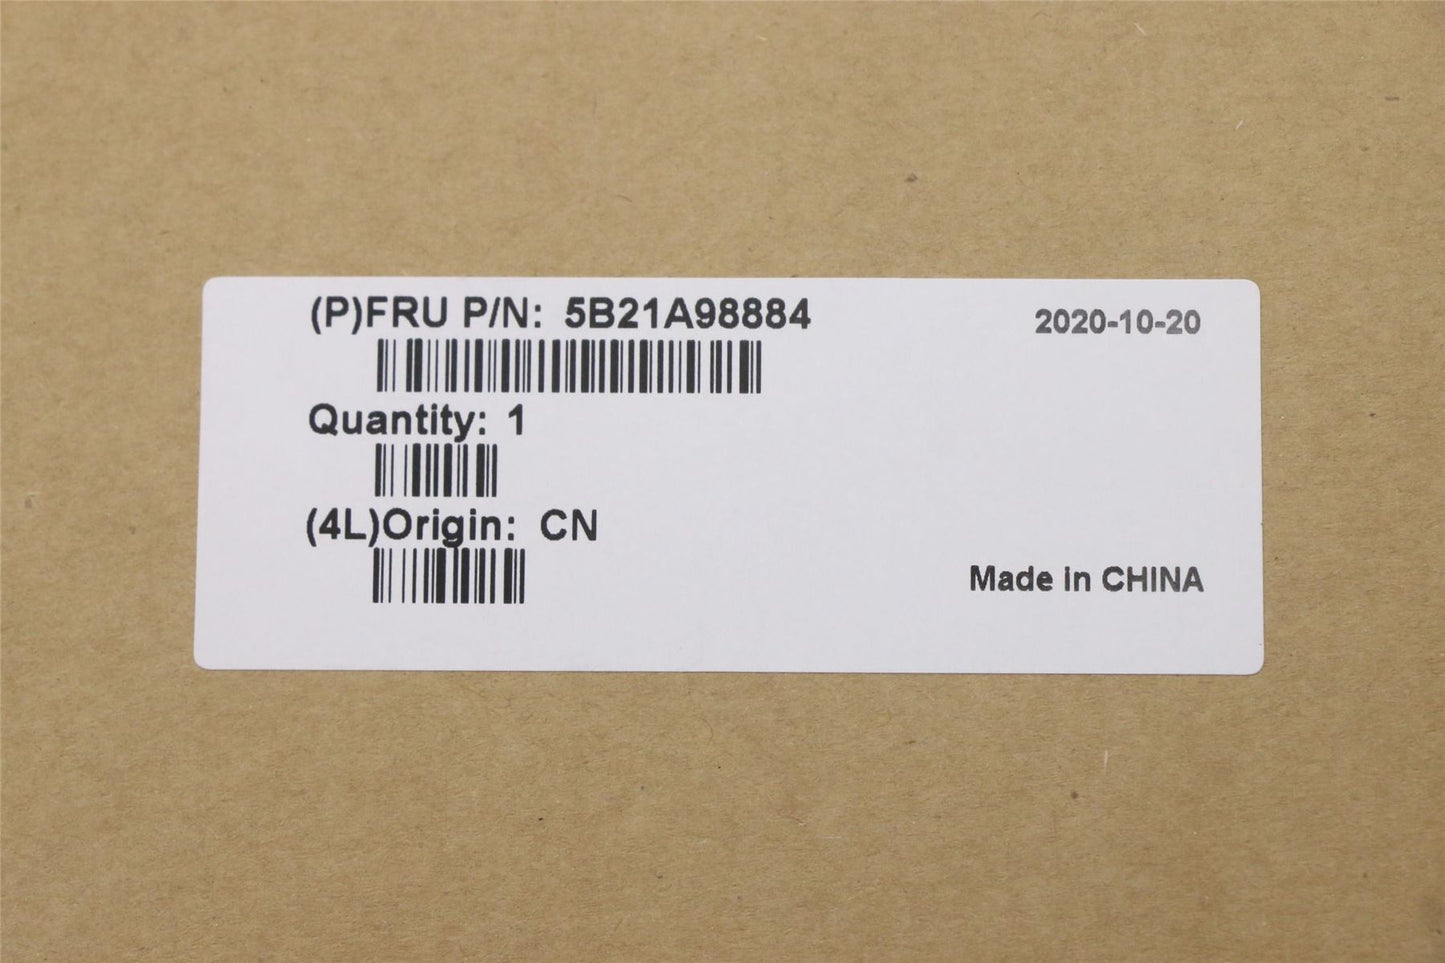 (P)FRU P/N: 5B21A98884
2020-10-20
Quantity: 1
(4L)Origin: CN
Made in CHINA